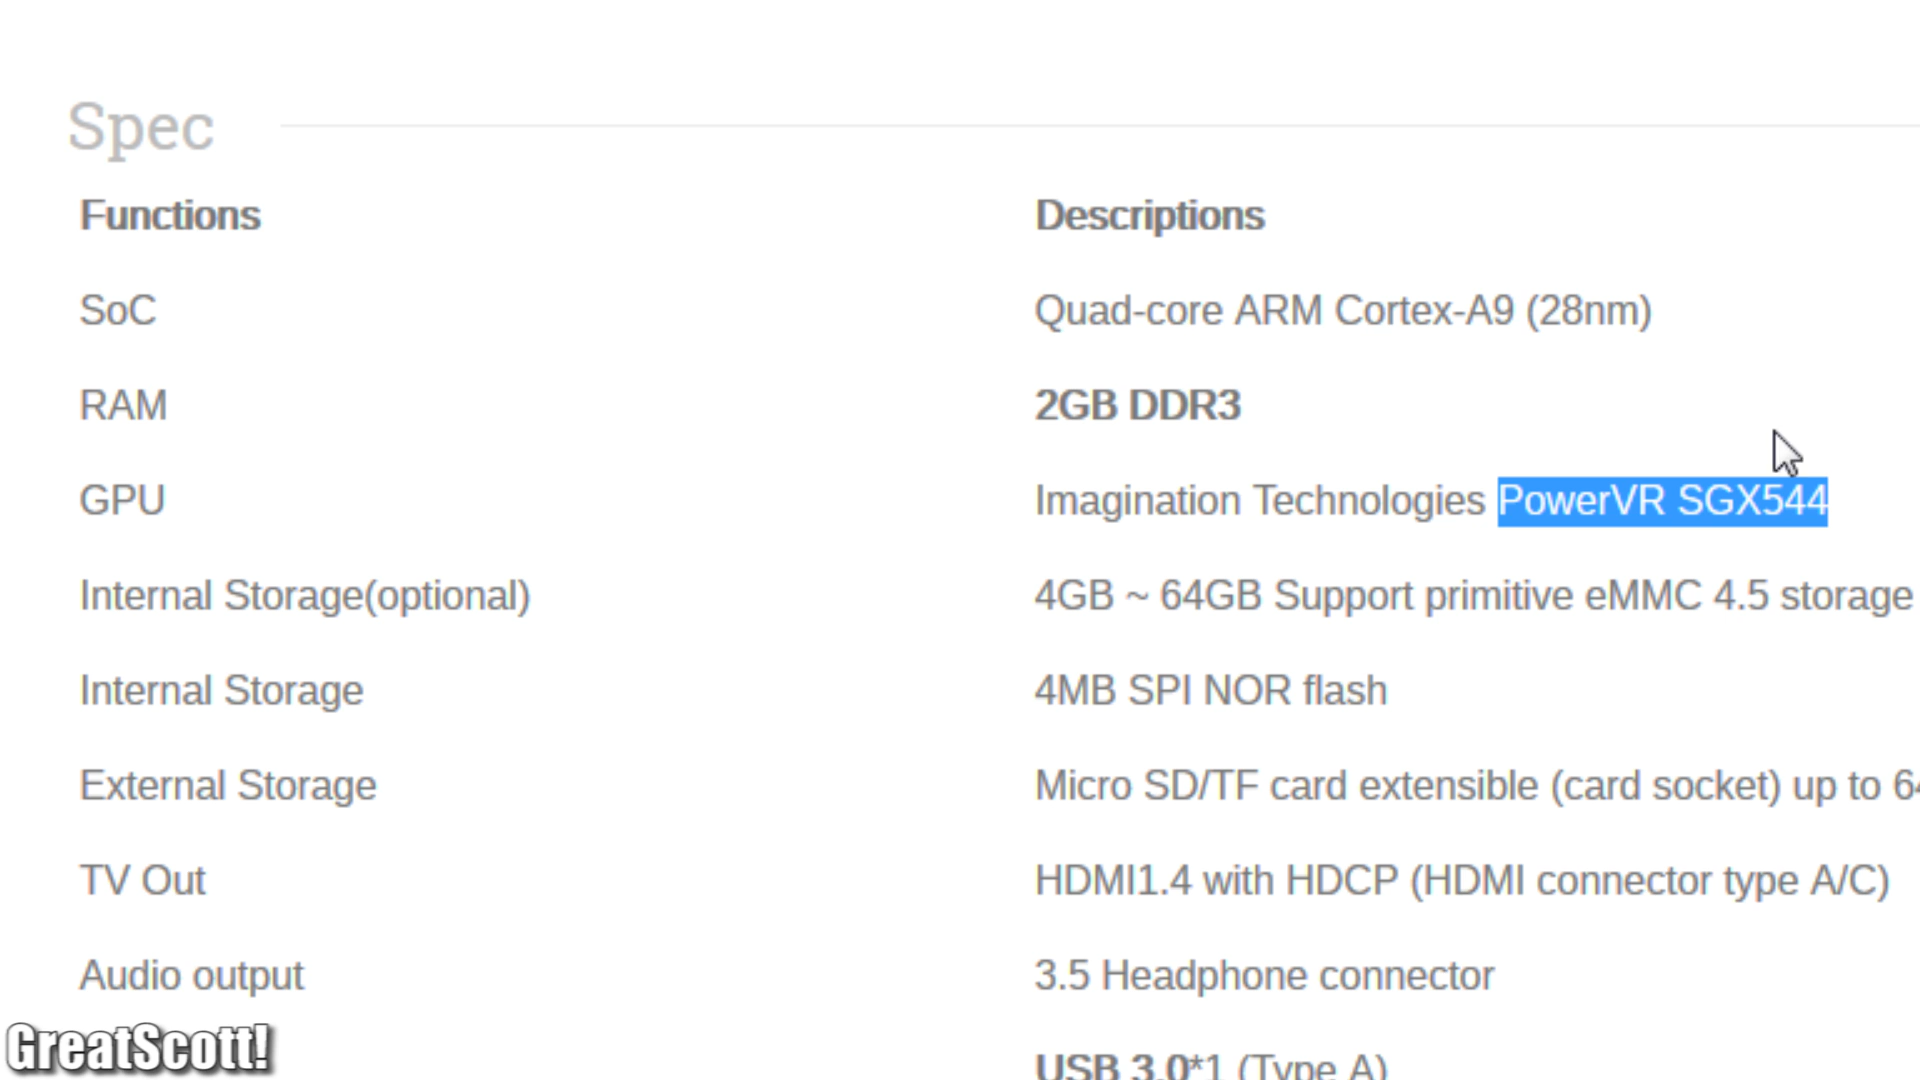 Spec
Functions Descriptions
SoC Quad-core ARM Cortex-A9 (28nm)
RAM 2GB DDR3
GPU Imagination Technologies PowerVR SGX544
Internal Storage(optional) 4GB ~ 64GB Support primitive eMMC 4.5 storage
Internal Storage 4MB SPI NOR flash
External Storage Micro SD/TF card extensible (card socket) up to
TV Out HDMI1.4 with HDCP (HDMI connector type A/C)
Audio output 3.5 Headphone connector
USB 3.0*1 (Type A)
GreatScott!